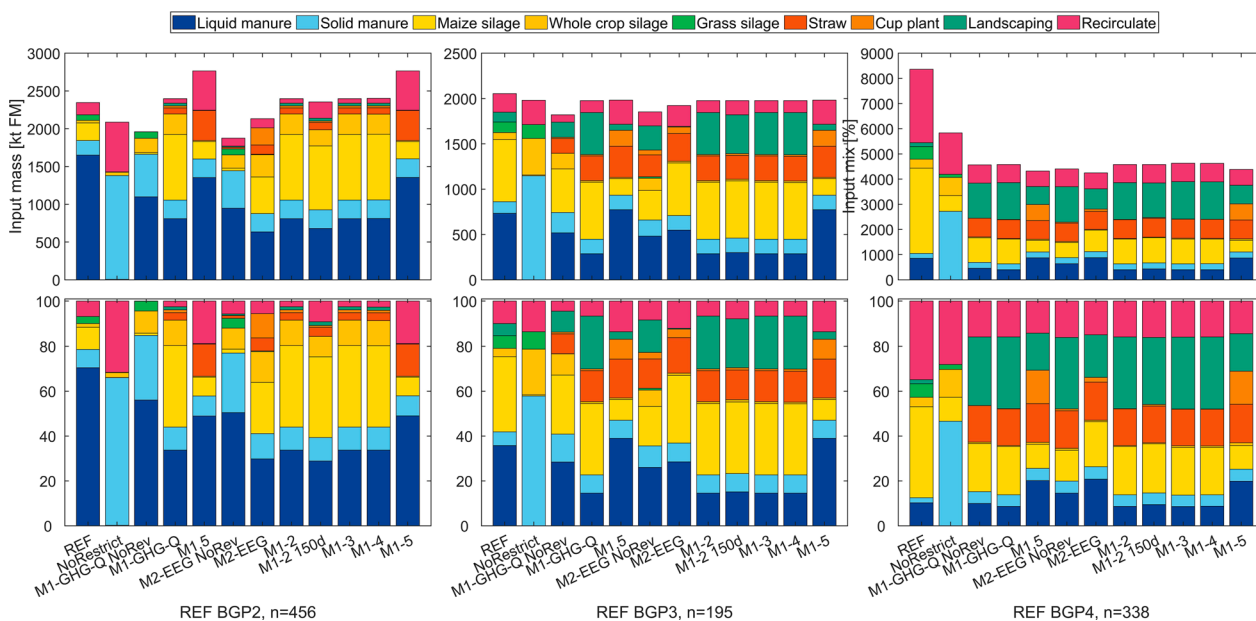 Liquid manure Solid manure Maize silage Whole crop silage Grass silage Straw Cup plant Landscaping Recirculate
Input mass [kt FM]
3000
2500
2000
1500
1000
500
0
2500
2000
1500
1000
500
0
Input mix [%]
9000
8000
7000
6000
5000
4000
3000
2000
1000
0
100
80
60
40
20
0
100
80
60
40
20
0
100
80
60
40
20
0
REF
NoRestrict
M1-GHG-Q NoRev
M1-GHG-Q
M1.5
M2-EEG NoRev
M2-EEG
M1-2
M1-2 150d
M1-3
M1-4
M1-5
REF
NoRestrict
M1-GHG-Q NoRev
M1-GHG-Q
M1.5
M2-EEG NoRev
M2-EEG
M1-2
M1-2 150d
M1-3
M1-4
M1-5
REF
NoRestrict
M1-GHG-Q NoRev
M1-GHG-Q
M1.5
M2-EEG NoRev
M2-EEG
M1-2
M1-2 150d
M1-3
M1-4
M1-5
REF BGP2, n=456
REF BGP3, n=195
REF BGP4, n=338